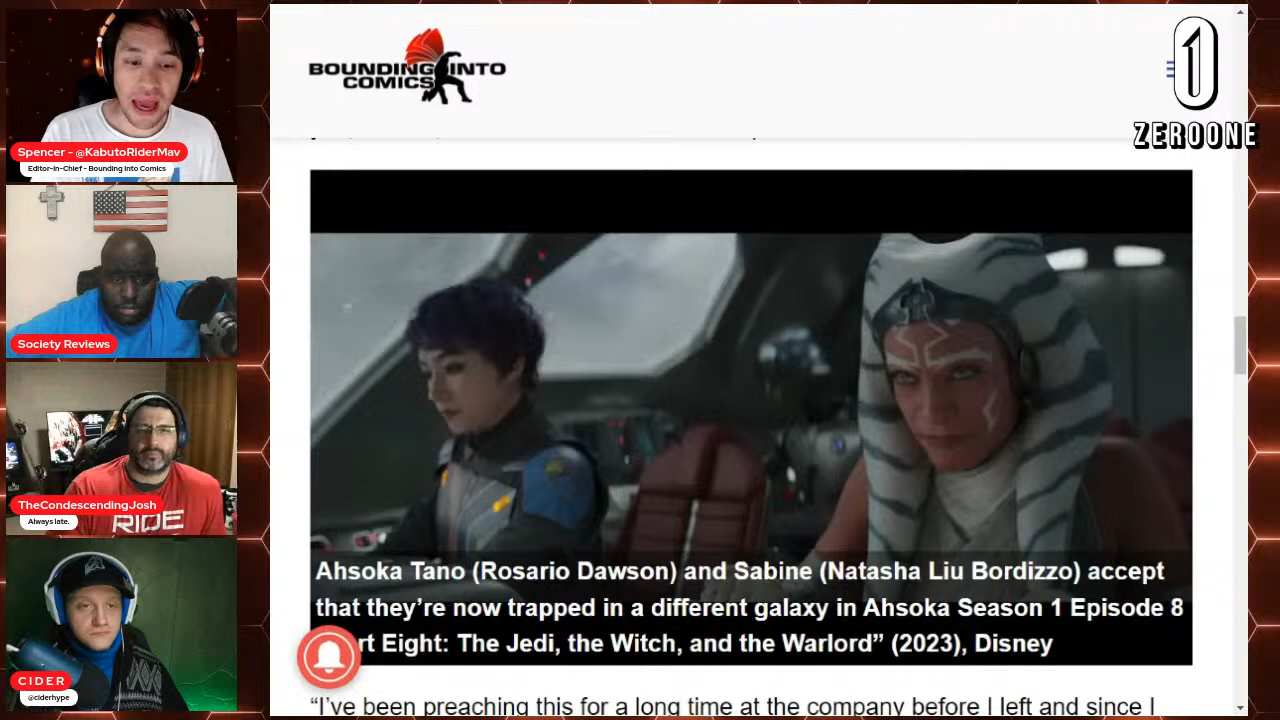 Spencer - @KabutoRiderMav
Editor-in-Chief - Bounding Into Comics
Society Reviews
RIDE
TheCondescendingJosh
Always late.
CIDER
@ciderhype
BOUNDING INTO
COMICS
1
ZEROONE
Ahsoka Tano (Rosario Dawson) and Sabine (Natasha Liu Bordizzo) accept
that they're now trapped in a different galaxy in Ahsoka Season 1 Episode 8
rt Eight: The Jedi, the Witch, and the Warlord” (2023), Disney
“I've been preaching this for a long time at the company before I left and since I